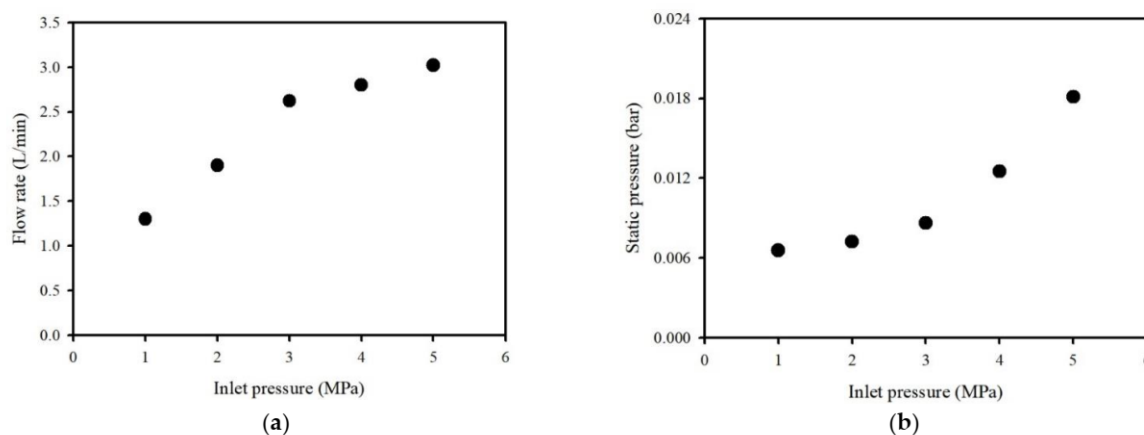 3.5
3.0
2.5
2.0
1.5
1.0
0.5
0.0
Flow rate (L/min)
0 1 2 3 4 5 6
Inlet pressure (MPa)
(a)
0.024
0.018
0.012
0.006
0.000
Static pressure (bar)
0 1 2 3 4 5
Inlet pressure (MPa)
(b)